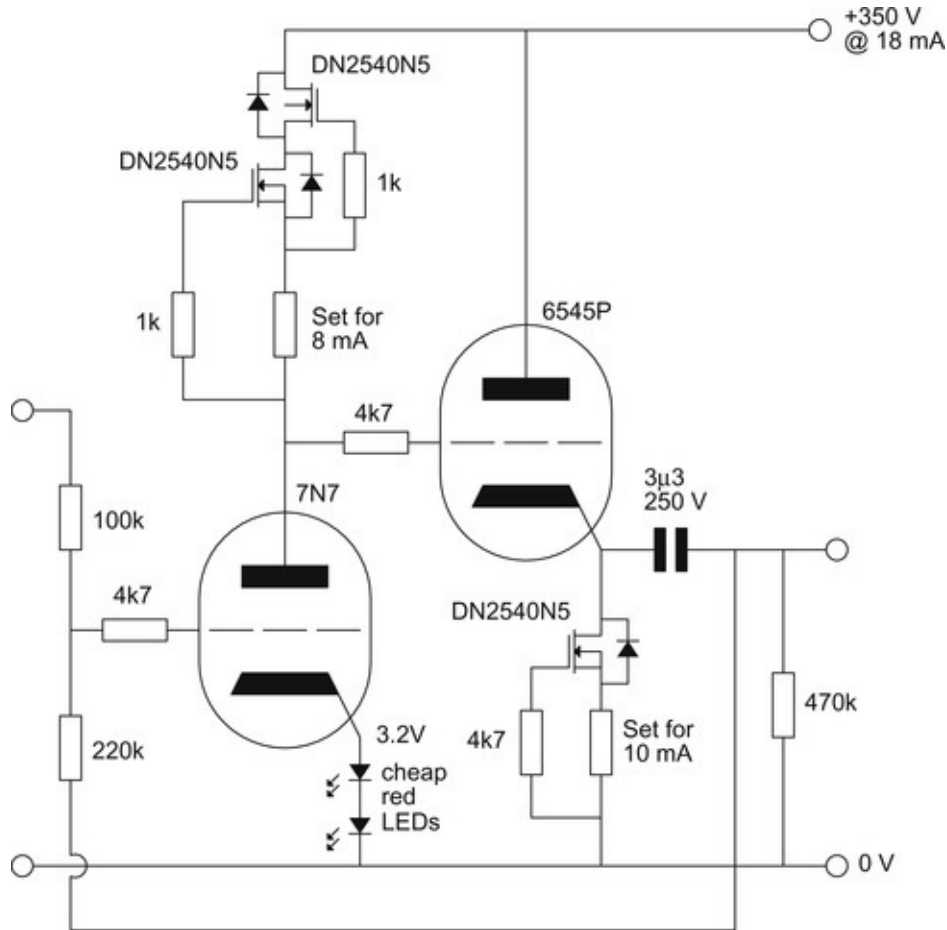 +350 V
@ 18 mA
DN2540N5
DN2540N5
1k
1k
Set for
8 mA
6545P
4k7
3µ3
250 V
7N7
100k
4k7
DN2540N5
220k
3.2V
cheap
red
LEDs
4k7
Set for
10 mA
470k
0 V